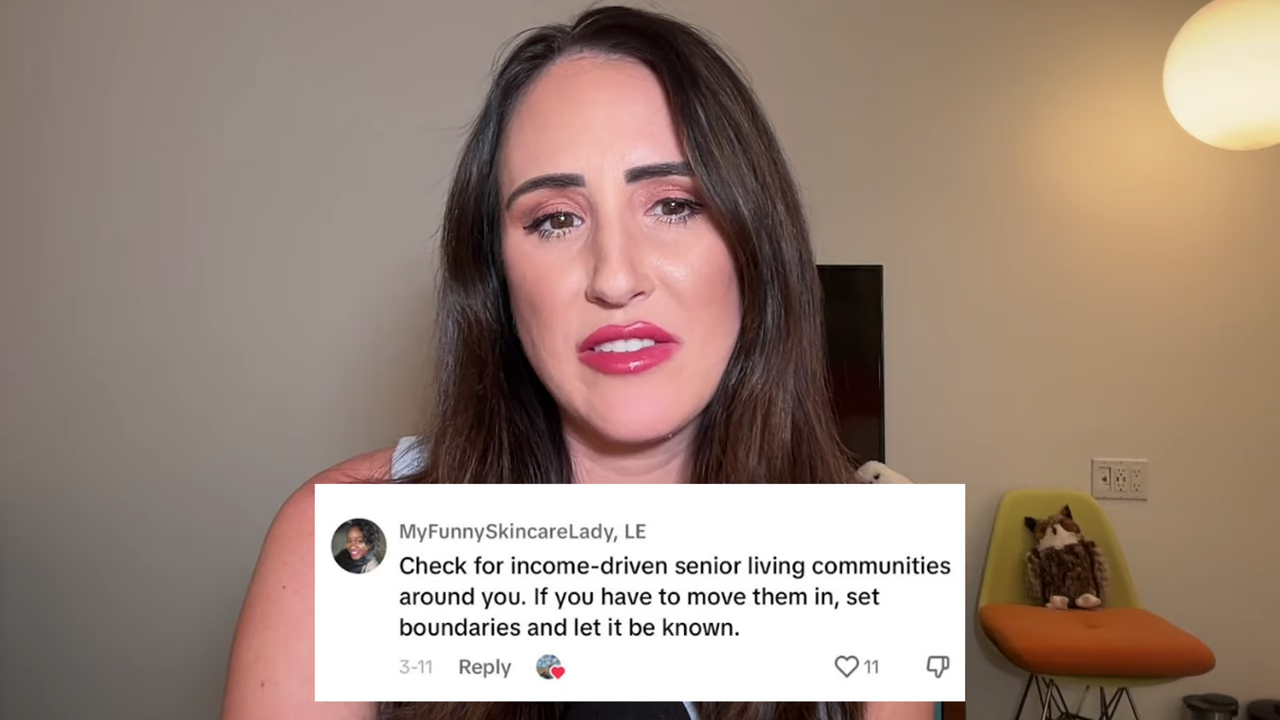 MyFunnySkincareLady, LE
Check for income-driven senior living communities
around you. If you have to move them in, set
boundaries and let it be known.
3-11 Reply 11